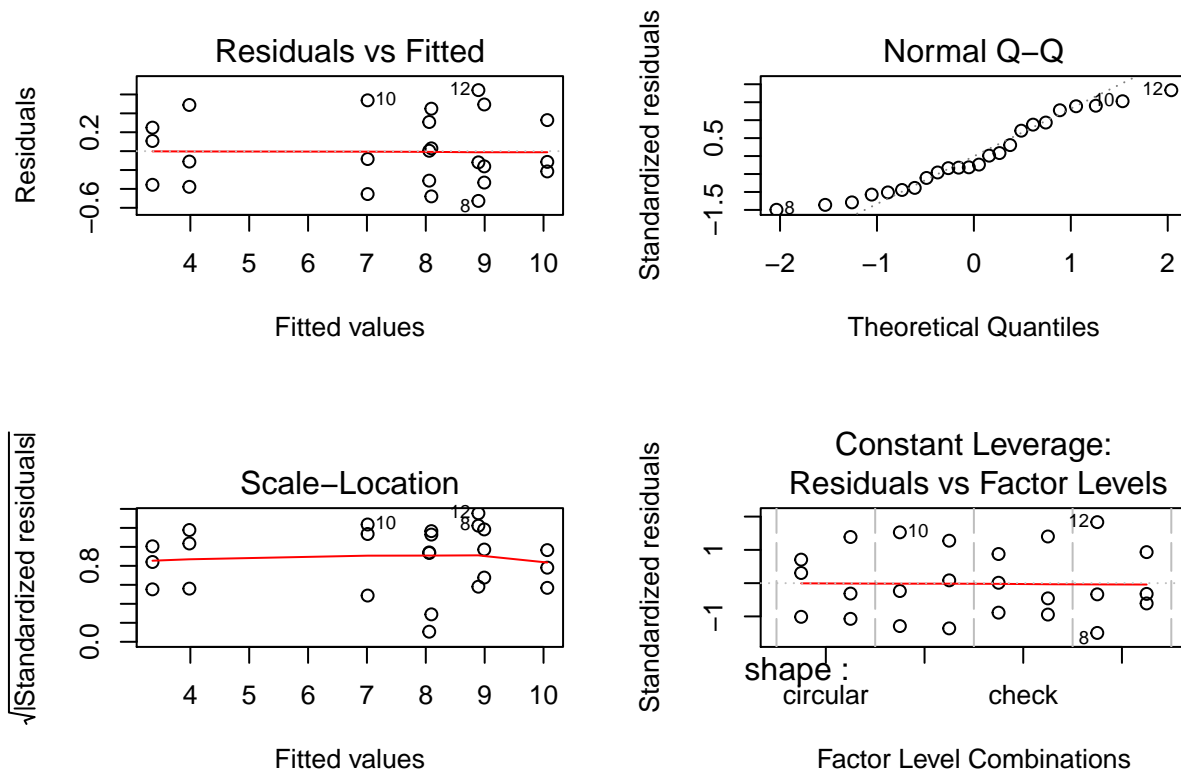 Residuals vs Fitted
Residuals
0.2
−0.6
10
12
8
4 5 6 7 8 9 10
Fitted values
Normal Q−Q
Standardized residuals
0.5
−1.5
8
10
12
−2 −1 0 1 2
Theoretical Quantiles
Scale−Location
√|Standardized residuals|
0.8
0.0
10
12
8
4 5 6 7 8 9 10
Fitted values
Constant Leverage:
Residuals vs Factor Levels
Standardized residuals
1
−1
10
12
8
shape :
circular check
Factor Level Combinations